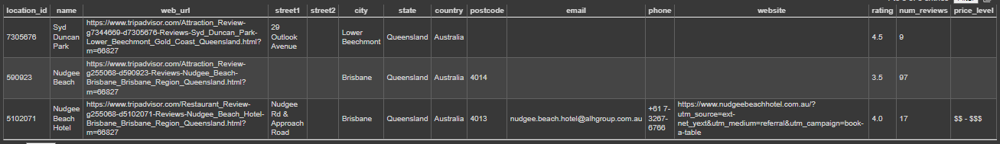 location_id name web_url street1 street2 city state country postcode email phone website rating num_reviews price_level
7305676
Syd
Duncan
Park
https://www.tripadvisor.com/Attraction_Review-
g7344669-d7305676-Reviews-Syd_Duncan_Park-
Lower_Beechmont_Gold_Coast_Queensland.html?
m=66827
29
Outlook
Avenue
Lower
Beechmont
Queensland
Australia
4.5
9
590923
Nudgee
Beach
https://www.tripadvisor.com/Attraction_Review-
g255068-d590923-Reviews-Nudgee_Beach-
Brisbane_Brisbane_Region_Queensland.html?
m=66827
Brisbane
Queensland
Australia
4014
3.5
97
5102071
Nudgee
Beach
Hotel
https://www.tripadvisor.com/Restaurant_Review-
g255068-d5102071-Reviews-Nudgee_Beach_Hotel-
Brisbane_Brisbane_Region_Queensland.html?
m=66827
Nudgee
Rd &
Approach
Road
Brisbane
Queensland
Australia
4013
nudgee.beach.hotel@alhgroup.com.au
+61 7-
3267-
6766
https://www.nudgeebeachhotel.com.au/?
utm_source=ext-
net_yext&utm_medium=referral&utm_campaign=book-
a-table
4.0
17
$$ - $$$